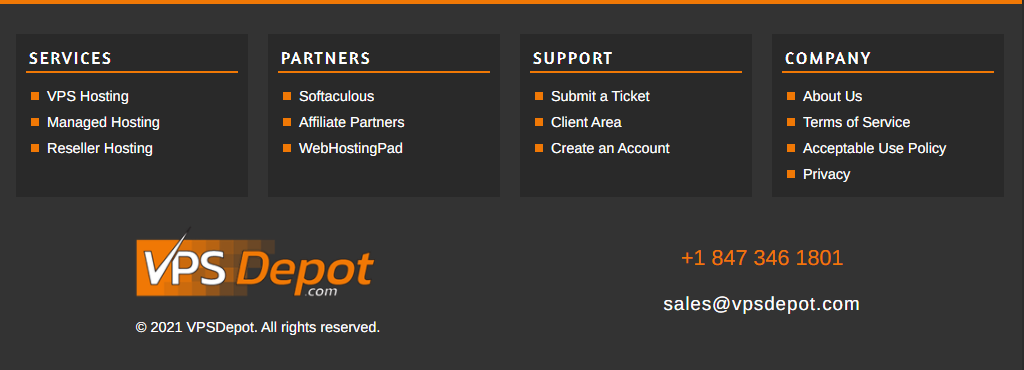 SERVICES
VPS Hosting
Managed Hosting
Reseller Hosting
PARTNERS
Softaculous
Affiliate Partners
WebHostingPad
SUPPORT
Submit a Ticket
Client Area
Create an Account
COMPANY
About Us
Terms of Service
Acceptable Use Policy
Privacy
VPS Depot
.com
© 2021 VPSDepot. All rights reserved.
+1 847 346 1801
sales@vpsdepot.com